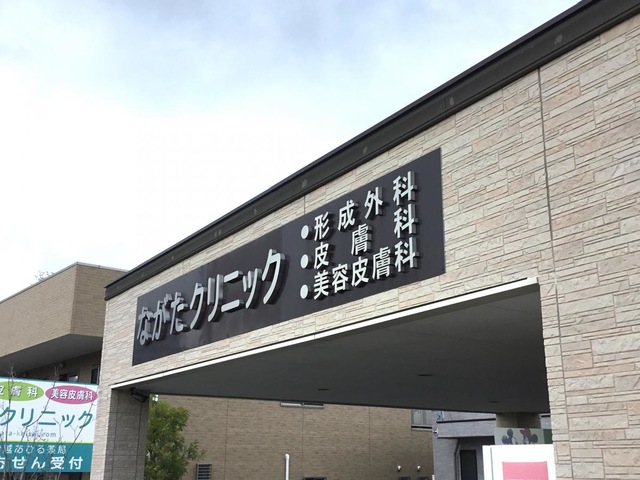 ながたクリニック
・形成外科
・皮膚科
・美容皮膚科
皮膚科
美容皮膚科
クリニック
おせん受付